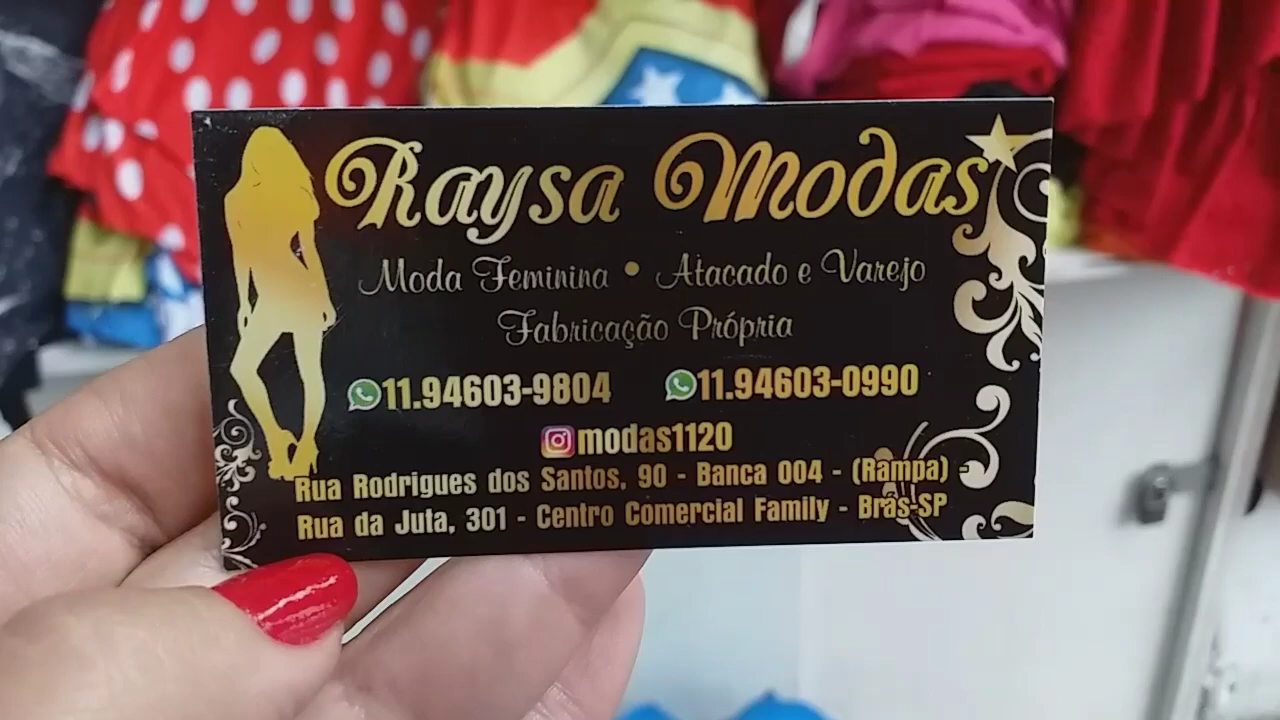 Raysa Modas
Moda Feminina • Atacado e Varejo
Fabricação Própria
11.94603-9804 11.94603-0990
modas1120
Rua Rodrigues dos Santos, 90 - Banca 004 - (Rampa) -
Rua da Juta, 301 - Centro Comercial Family - Brás-SP